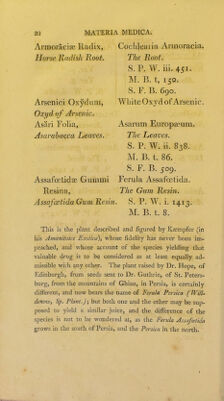 22 MATERIA MEDICA.
Armoraciæ Radix, Cochlearia Armoracia.
Horse Radish Root. The Root.
S. P. W. iii. 451.
M. B. t, 150.
S. F. B. 690.
Arsenici Oxydum, White Oxyd of Arsenic.
Oxyd of Arsenic.
Asări Folia, Asarum Europæum.
Asarabacca Leaves. The Leaves.
S. P. W. ii. 838.
M. B. t. 86.
S. F. B. 509.
Assafœtidæ Gummi Ferula Assafœtida.
Resina, The Gum Resin.
Assafœtida Gum Resin. S. P. W. i. 1413.
M. B. t. 8.
This is the plant described and figured by Kæmpfer (in
his Amœnitates Exoticæ), whose fidelity has never been im-
peached, and whose account of the species yielding this
valuable drug is to be considered as at least equally ad-
missible with any other. The plant raised by Dr. Hope, of
Edinburgh, from seeds sent to Dr. Guthrie, of St. Peters-
burg, from the mountains of Ghian, in Persia, is certainly
different, and now bears the name of Ferula Persica (Will-
denow, Sp. Plant.); but both one and the other may be sup-
posed to yield a similar juice, and the difference of the
species is not to be wondered at, as the Ferula Assafœtida
grows in the south of Persia, and the Persica in the north.